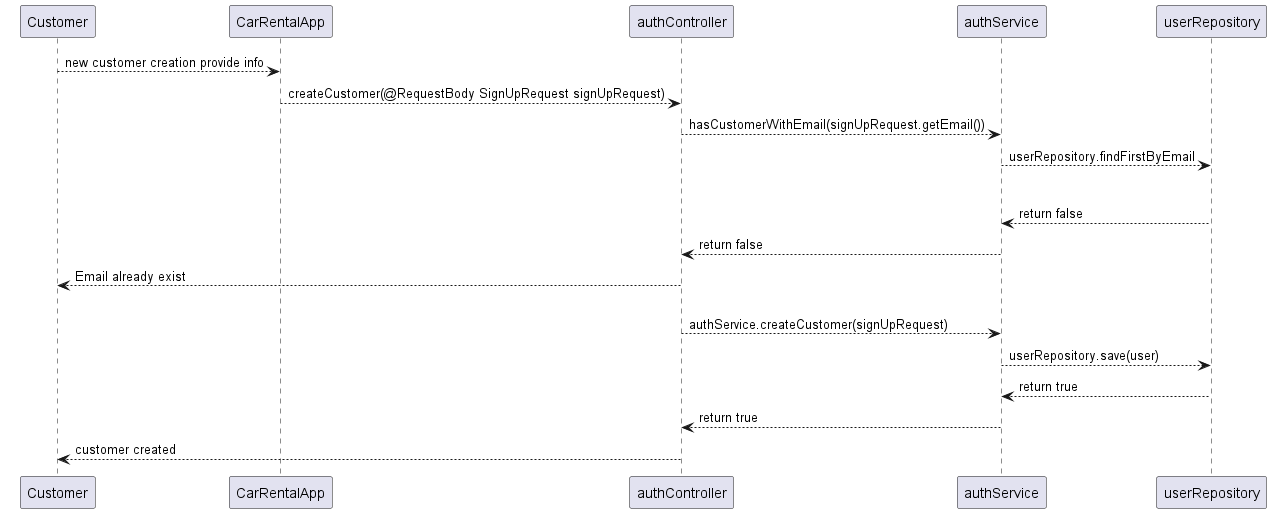 Customer
CarRentalApp
authController
authService
userRepository
new customer creation provide info
createCustomer(@RequestBody SignUpRequest signUpRequest)
hasCustomerWithEmail(signUpRequest.getEmail())
userRepository.findFirstByEmail
return false
return false
Email already exist
authService.createCustomer(signUpRequest)
userRepository.save(user)
return true
return true
customer created
Customer
CarRentalApp
authController
authService
userRepository